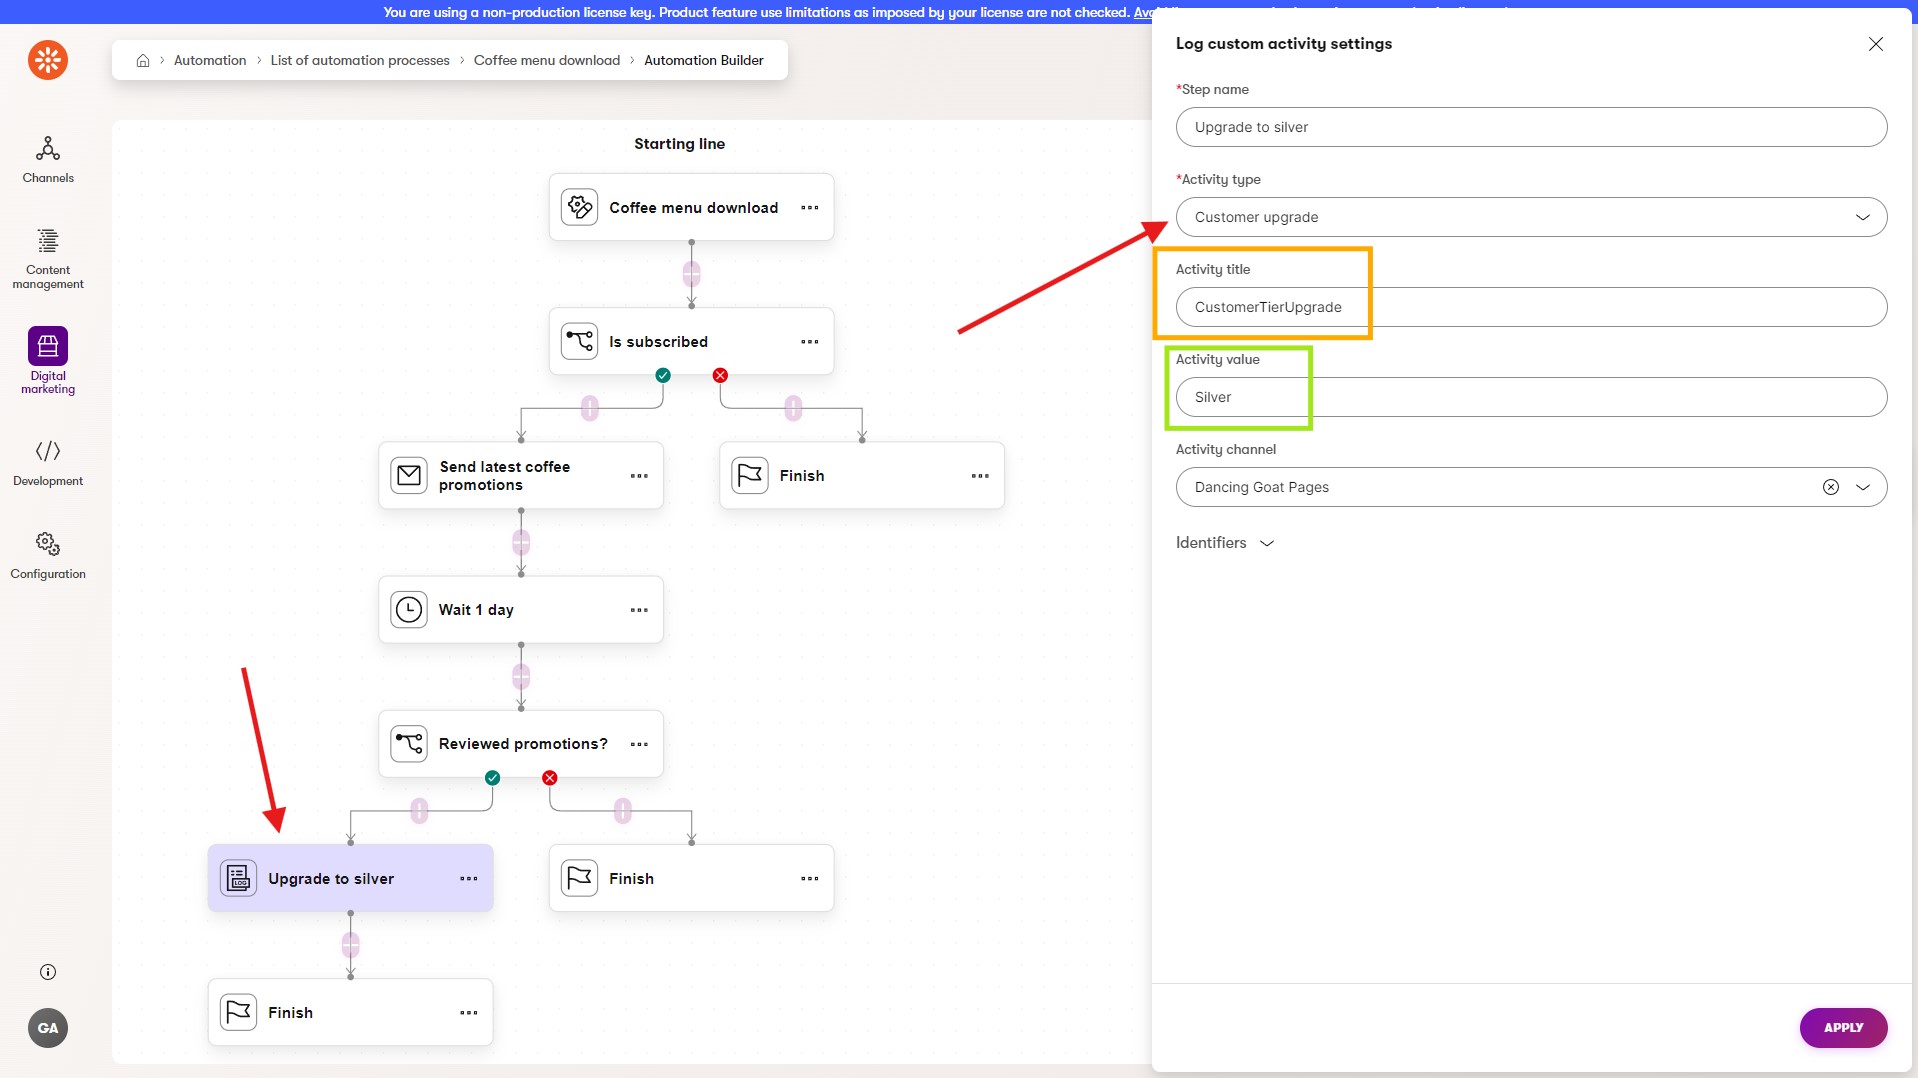 You are using a non-production license key. Product feature use limitations as imposed by your license are not checked.
Automation
List of automation processes
Coffee menu download
Automation Builder
Channels
Content
management
Digital
marketing
Development
Configuration
GA
Starting line
Coffee menu download
Is subscribed
Send latest coffee
promotions
Finish
Wait 1 day
Reviewed promotions?
Upgrade to silver
LOG
Finish
Finish
Log custom activity settings
*Step name
Upgrade to silver
*Activity type
Customer upgrade
Activity title
CustomerTierUpgrade
Activity value
Silver
Activity channel
Dancing Goat Pages
Identifiers
APPLY